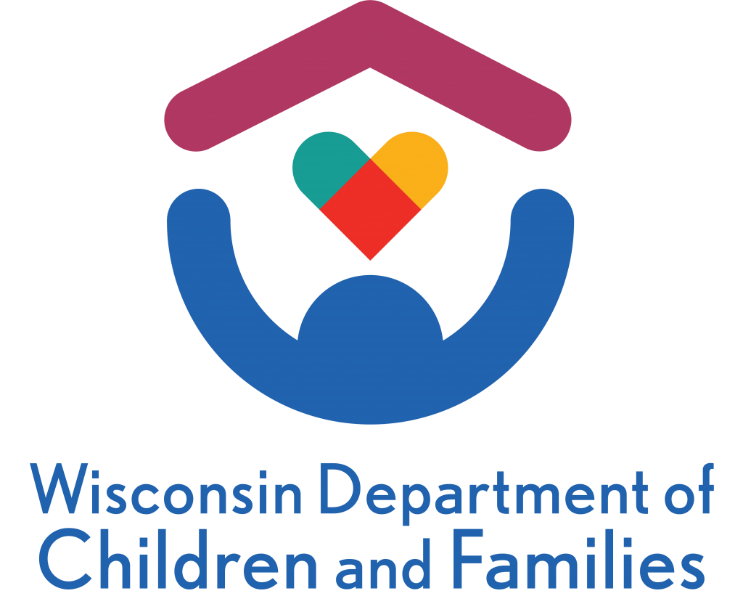 Wisconsin Department of
Children and Families